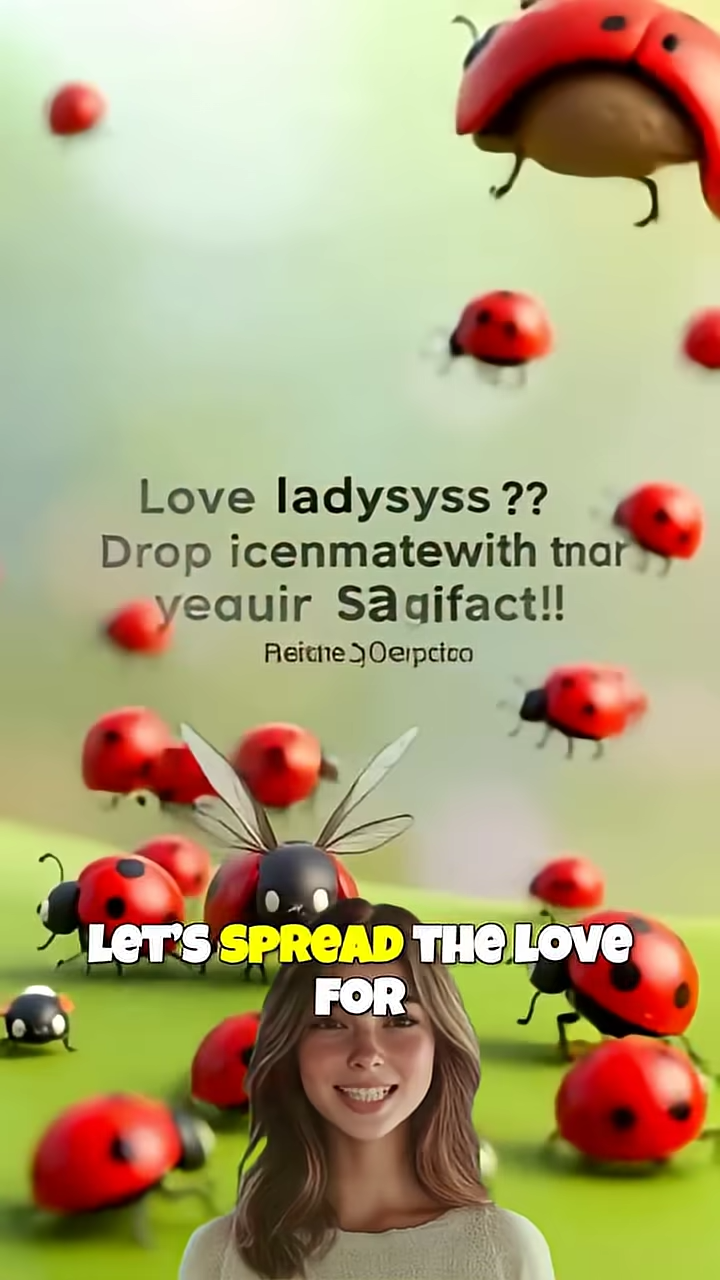 Love ladysyss ??
Drop icenmatewith tnar
yeauir Sagifact!!
LET'S SPREAD THE LOVE
FOR